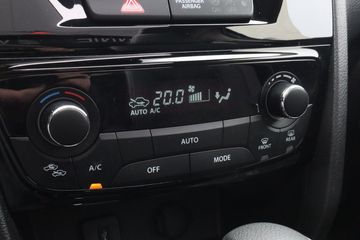 PASSENGER
AIRBAG
20.0
AUTO A/C
AUTO
A/C
OFF
MODE
FRONT
REAR